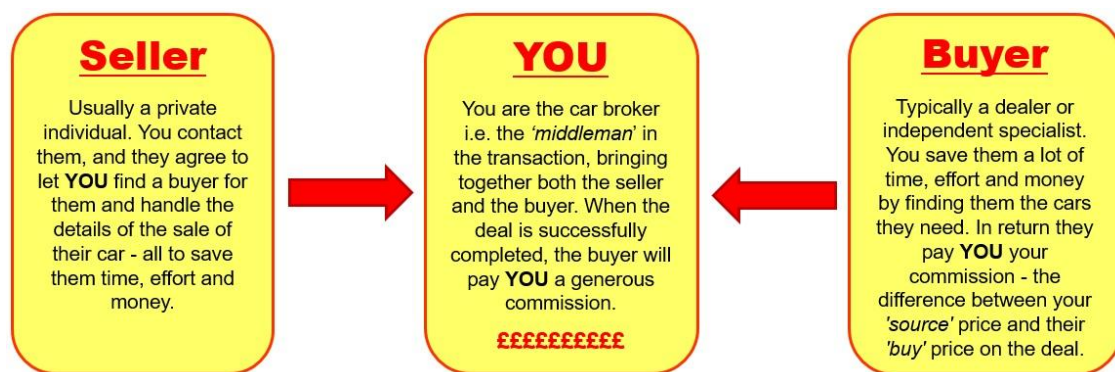 Seller
Usually a private
individual. You contact
them, and they agree to
let YOU find a buyer for
them and handle the
details of the sale of
their car - all to save
them time, effort and
money.
YOU
You are the car broker
i.e. the ‘middleman’ in
the transaction, bringing
together both the seller
and the buyer. When the
deal is successfully
completed, the buyer will
pay YOU a generous
commission.
££££££££££
Buyer
Typically a dealer or
independent specialist.
You save them a lot of
time, effort and money
by finding them the cars
they need. In return they
pay YOU your
commission - the
difference between your
'source' price and their
'buy' price on the deal.